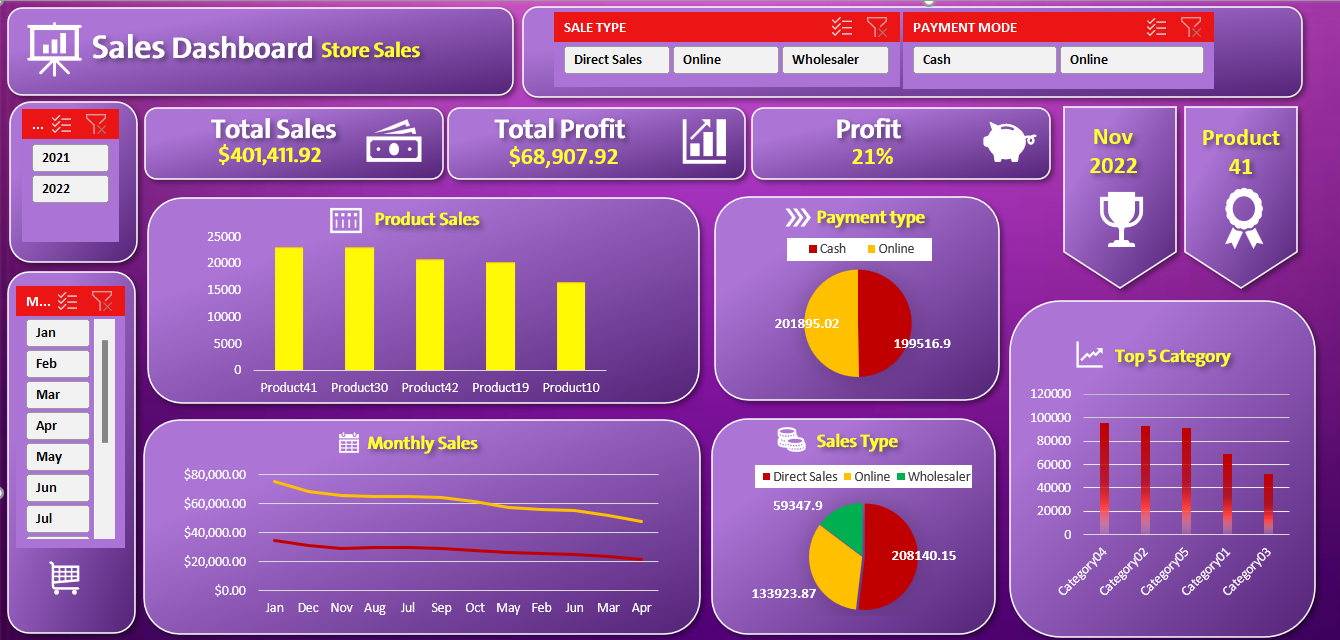 Sales Dashboard Store Sales
SALE TYPE
Direct Sales Online Wholesaler
PAYMENT MODE
Cash Online
...
2021
2022
Total Sales
$401,411.92
Total Profit
$68,907.92
Profit
21%
Nov
2022
Product
41
M...
Jan
Feb
Mar
Apr
May
Jun
Jul
Product Sales
25000
20000
15000
10000
5000
0
Product41 Product30 Product42 Product19 Product10
Payment type
Cash Online
201895.02
199516.9
Top 5 Category
120000
100000
80000
60000
40000
20000
0
Category04 Category02 Category05 Category01 Category03
Monthly Sales
$80,000.00
$60,000.00
$40,000.00
$20,000.00
$0.00
Jan Dec Nov Aug Jul Sep Oct May Feb Jun Mar Apr
Sales Type
Direct Sales Online Wholesaler
59347.9
208140.15
133923.87